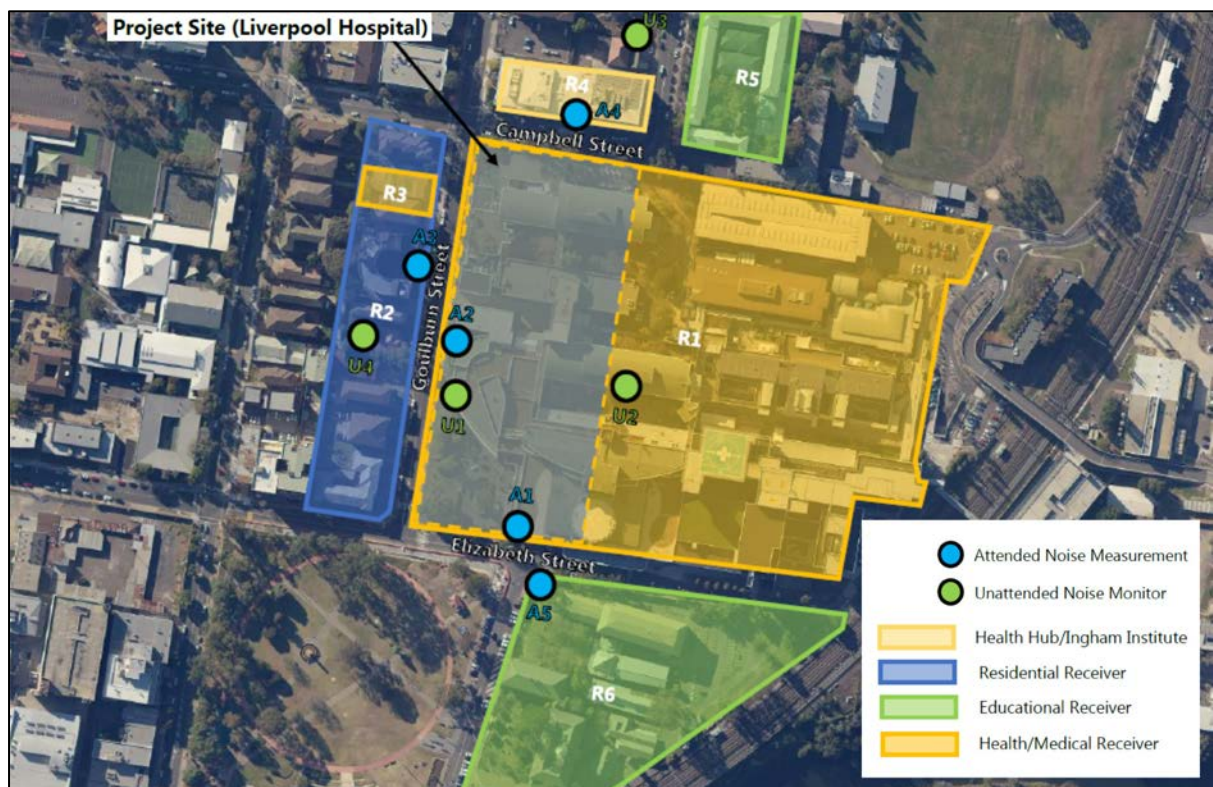 Project Site (Liverpool Hospital)
U3
R4
R5
A4
Campbell Street
R3
A3
Goulburn Street
A2
R2
U4
R1
U1
U2
A1
Elizabeth Street
A5
R6
Attended Noise Measurement
Unattended Noise Monitor
Health Hub/Ingham Institute
Residential Receiver
Educational Receiver
Health/Medical Receiver